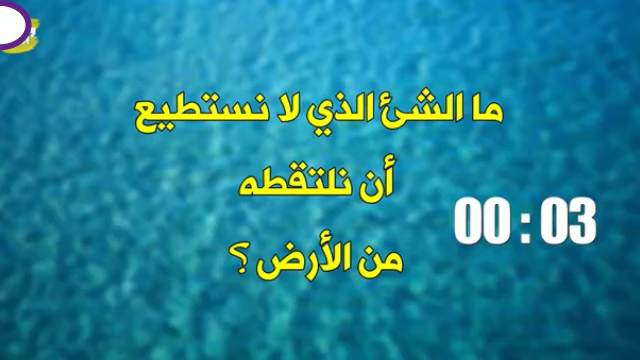 ما الشئ الذي لا نستطيع
أن نلتقطه
من الأرض ؟
00 : 03